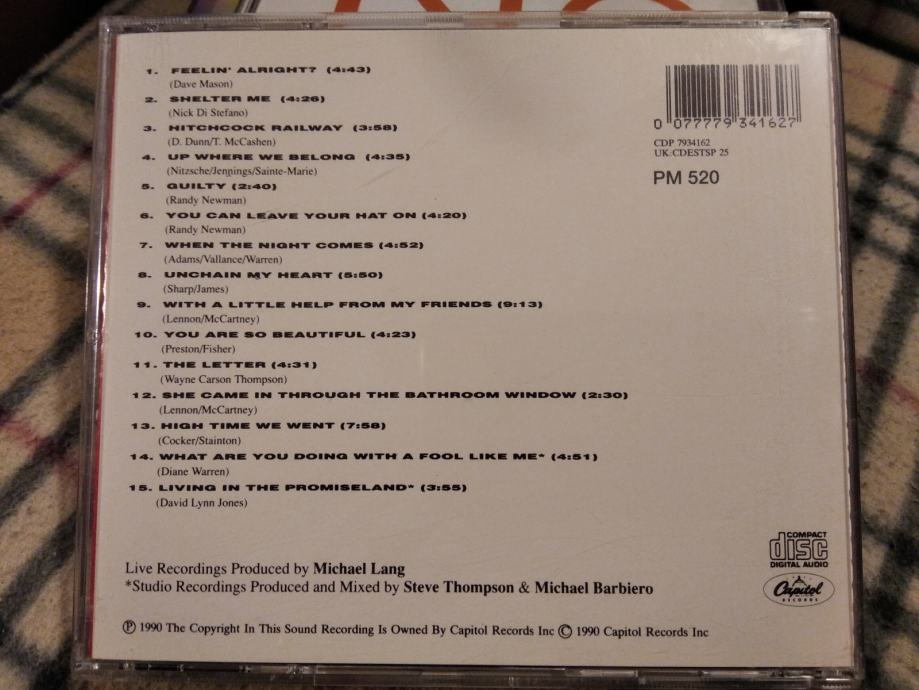 1. FEELIN' ALRIGHT? (4:43)
(Dave Mason)
2. SHELTER ME (4:26)
(Nick Di Stefano)
3. HITCHCOCK RAILWAY (3:58)
(D. Dunn/T. McCashen)
4. UP WHERE WE BELONG (4:35)
(Nitzsche/Jennings/Sainte-Marie)
5. GUILTY (2:40)
(Randy Newman)
6. YOU CAN LEAVE YOUR HAT ON (4:20)
(Randy Newman)
7. WHEN THE NIGHT COMES (4:52)
(Adams/Vallance/Warren)
8. UNCHAIN MY HEART (5:50)
(Sharp/James)
9. WITH A LITTLE HELP FROM MY FRIENDS (9:13)
(Lennon/McCartney)
10. YOU ARE SO BEAUTIFUL (4:23)
(Preston/Fisher)
11. THE LETTER (4:31)
(Wayne Carson Thompson)
12. SHE CAME IN THROUGH THE BATHROOM WINDOW (2:30)
(Lennon/McCartney)
13. HIGH TIME WE WENT (7:58)
(Cocker/Stainton)
14. WHAT ARE YOU DOING WITH A FOOL LIKE ME* (4:51)
(Diane Warren)
15. LIVING IN THE PROMISELAND* (3:55)
(David Lynn Jones)
0 077779 341627
CDP 7934162
UK:CDESTSP 25
PM 520
Live Recordings Produced by Michael Lang
*Studio Recordings Produced and Mixed by Steve Thompson & Michael Barbiero
℗ 1990 The Copyright In This Sound Recording Is Owned By Capitol Records Inc © 1990 Capitol Records Inc
COMPACT
disc
DIGITAL AUDIO
Capitol
RECORDS